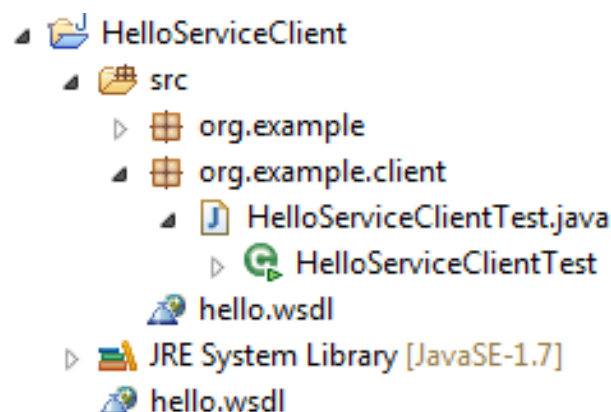 HelloServiceClient
src
org.example
org.example.client
HelloServiceClientTest.java
HelloServiceClientTest
hello.wsdl
JRE System Library [JavaSE-1.7]
hello.wsdl